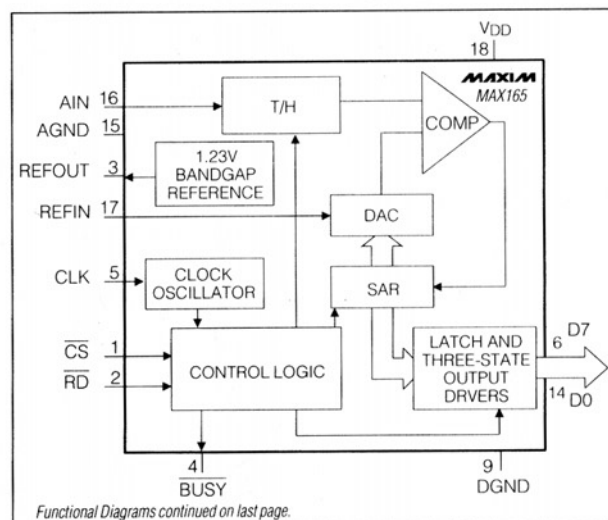 VDD
18
MAXIM
MAX165
AIN 16
AGND 15
REFOUT 3
REFIN 17
CLK 5
CS 1
RD 2
T/H
COMP
1.23V
BANDGAP
REFERENCE
DAC
CLOCK
OSCILLATOR
SAR
CONTROL LOGIC
LATCH AND
THREE-STATE
OUTPUT
DRVERS
6 D7
14 D0
4
BUSY
9
DGND
Functional Diagrams continued on last page.